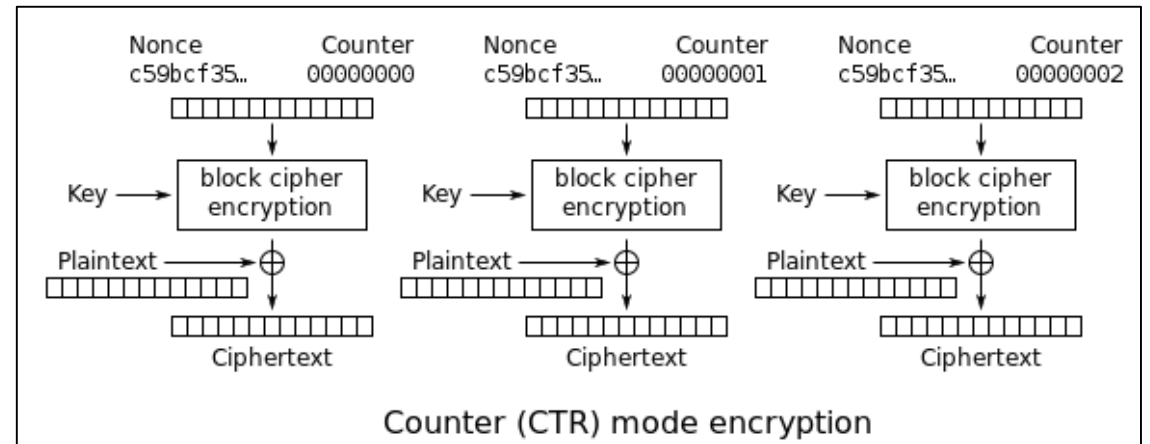 Nonce Counter Nonce Counter Nonce Counter
c59bcf35… 00000000 c59bcf35… 00000001 c59bcf35… 00000002
Key block cipher encryption Key block cipher encryption Key block cipher encryption
Plaintext Plaintext Plaintext
Ciphertext Ciphertext Ciphertext
Counter (CTR) mode encryption